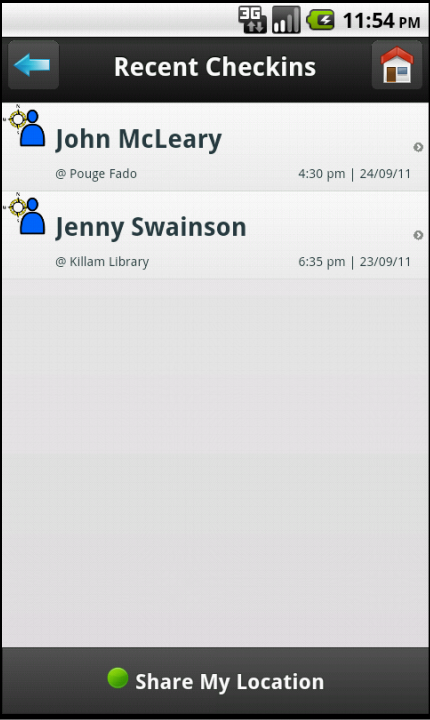 3G 11:54 PM
Recent Checkins
John McLeary
@ Pouge Fado 4:30 pm | 24/09/11
Jenny Swainson
@ Killam Library 6:35 pm | 23/09/11
Share My Location